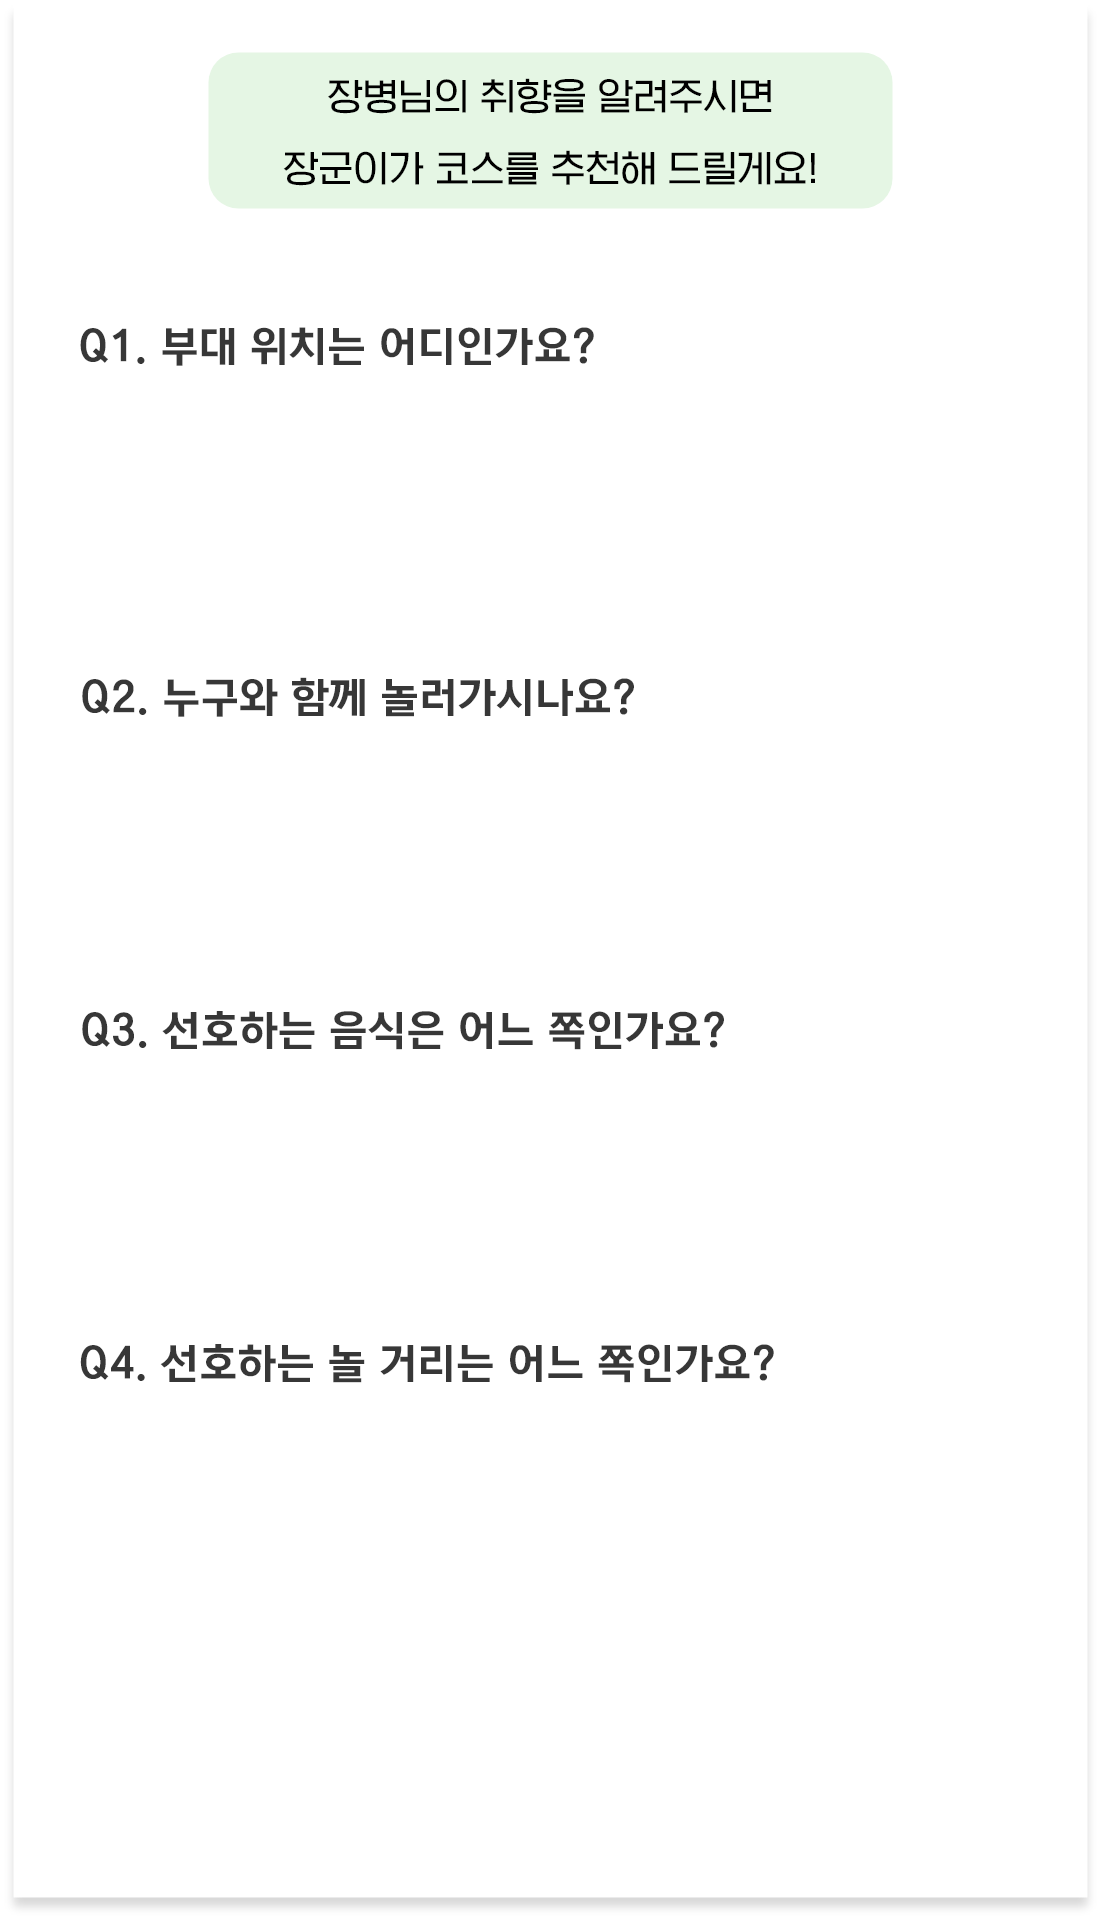 장병님의 취향을 알려주시면
장군이가 코스를 추천해 드릴게요!
Q1. 부대 위치는 어디인가요?
Q2. 누구와 함께 놀러가시나요?
Q3. 선호하는 음식은 어느 쪽인가요?
Q4. 선호하는 놀 거리는 어느 쪽인가요?